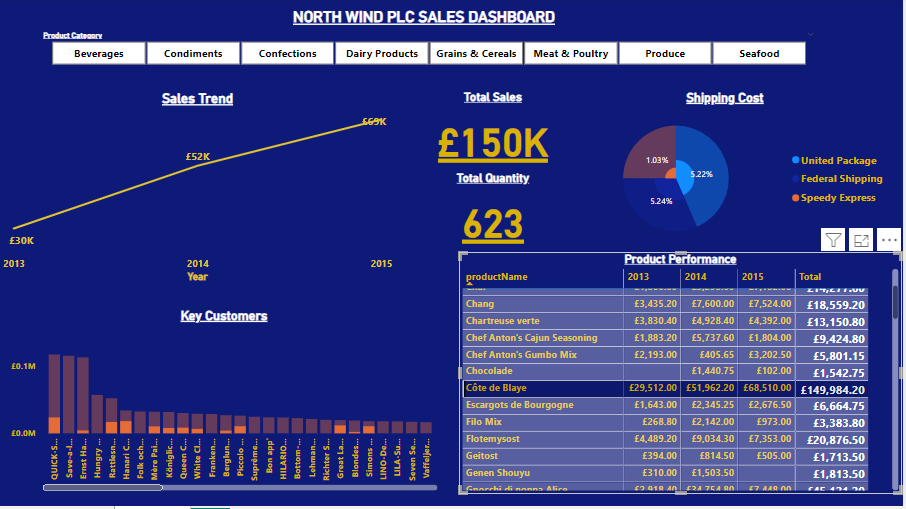 NORTH WIND PLC SALES DASHBOARD
Product Category
Beverages Condiments Confections Dairy Products Grains & Cereals Meat & Poultry Produce Seafood
Sales Trend
£69K
£52K
£30K
2013 2014 2015
Year
Total Sales
£150K
Total Quantity
623
Shipping Cost
1.03%
5.22%
5.24%
United Package
Federal Shipping
Speedy Express
Key Customers
£0.1M
£0.0M
QUICK-S...
Save-a-l...
Ernst Ha...
Hungry ...
Rattlesn...
Hanari C...
Folk och...
Mère Pai...
Königlic...
Queen C...
White Cl...
Franken...
Berglun...
Piccolo ...
Suprême...
Bon app'
HILARIO...
Bottom-...
Lehman...
Richter S...
Great La...
Blondes...
Simons ...
LINO-De...
LILA-Su...
Seven Se...
Vaffeljer...
Product Performance
productName 2013 2014 2015 Total
Chang £3,435.20 £7,600.00 £7,524.00 £18,559.20
Chartreuse verte £3,830.40 £4,928.40 £4,392.00 £13,150.80
Chef Anton's Cajun Seasoning £1,883.20 £5,737.60 £1,804.00 £9,424.80
Chef Anton's Gumbo Mix £2,193.00 £405.65 £3,202.50 £5,801.15
Chocolade £1,440.75 £102.00 £1,542.75
Côte de Blaye £29,512.00 £51,962.20 £68,510.00 £149,984.20
Escargots de Bourgogne £1,643.00 £2,345.25 £2,676.50 £6,664.75
Filo Mix £268.80 £2,142.00 £973.00 £3,383.80
Flotemysost £4,489.20 £9,034.30 £7,353.00 £20,876.50
Geitost £394.00 £814.50 £505.00 £1,713.50
Genen Shouyu £310.00 £1,503.50 £1,813.50
Gnocchi di nonna Alice £2,918.40 £34,754.80 £7,448.00 £45,121.20